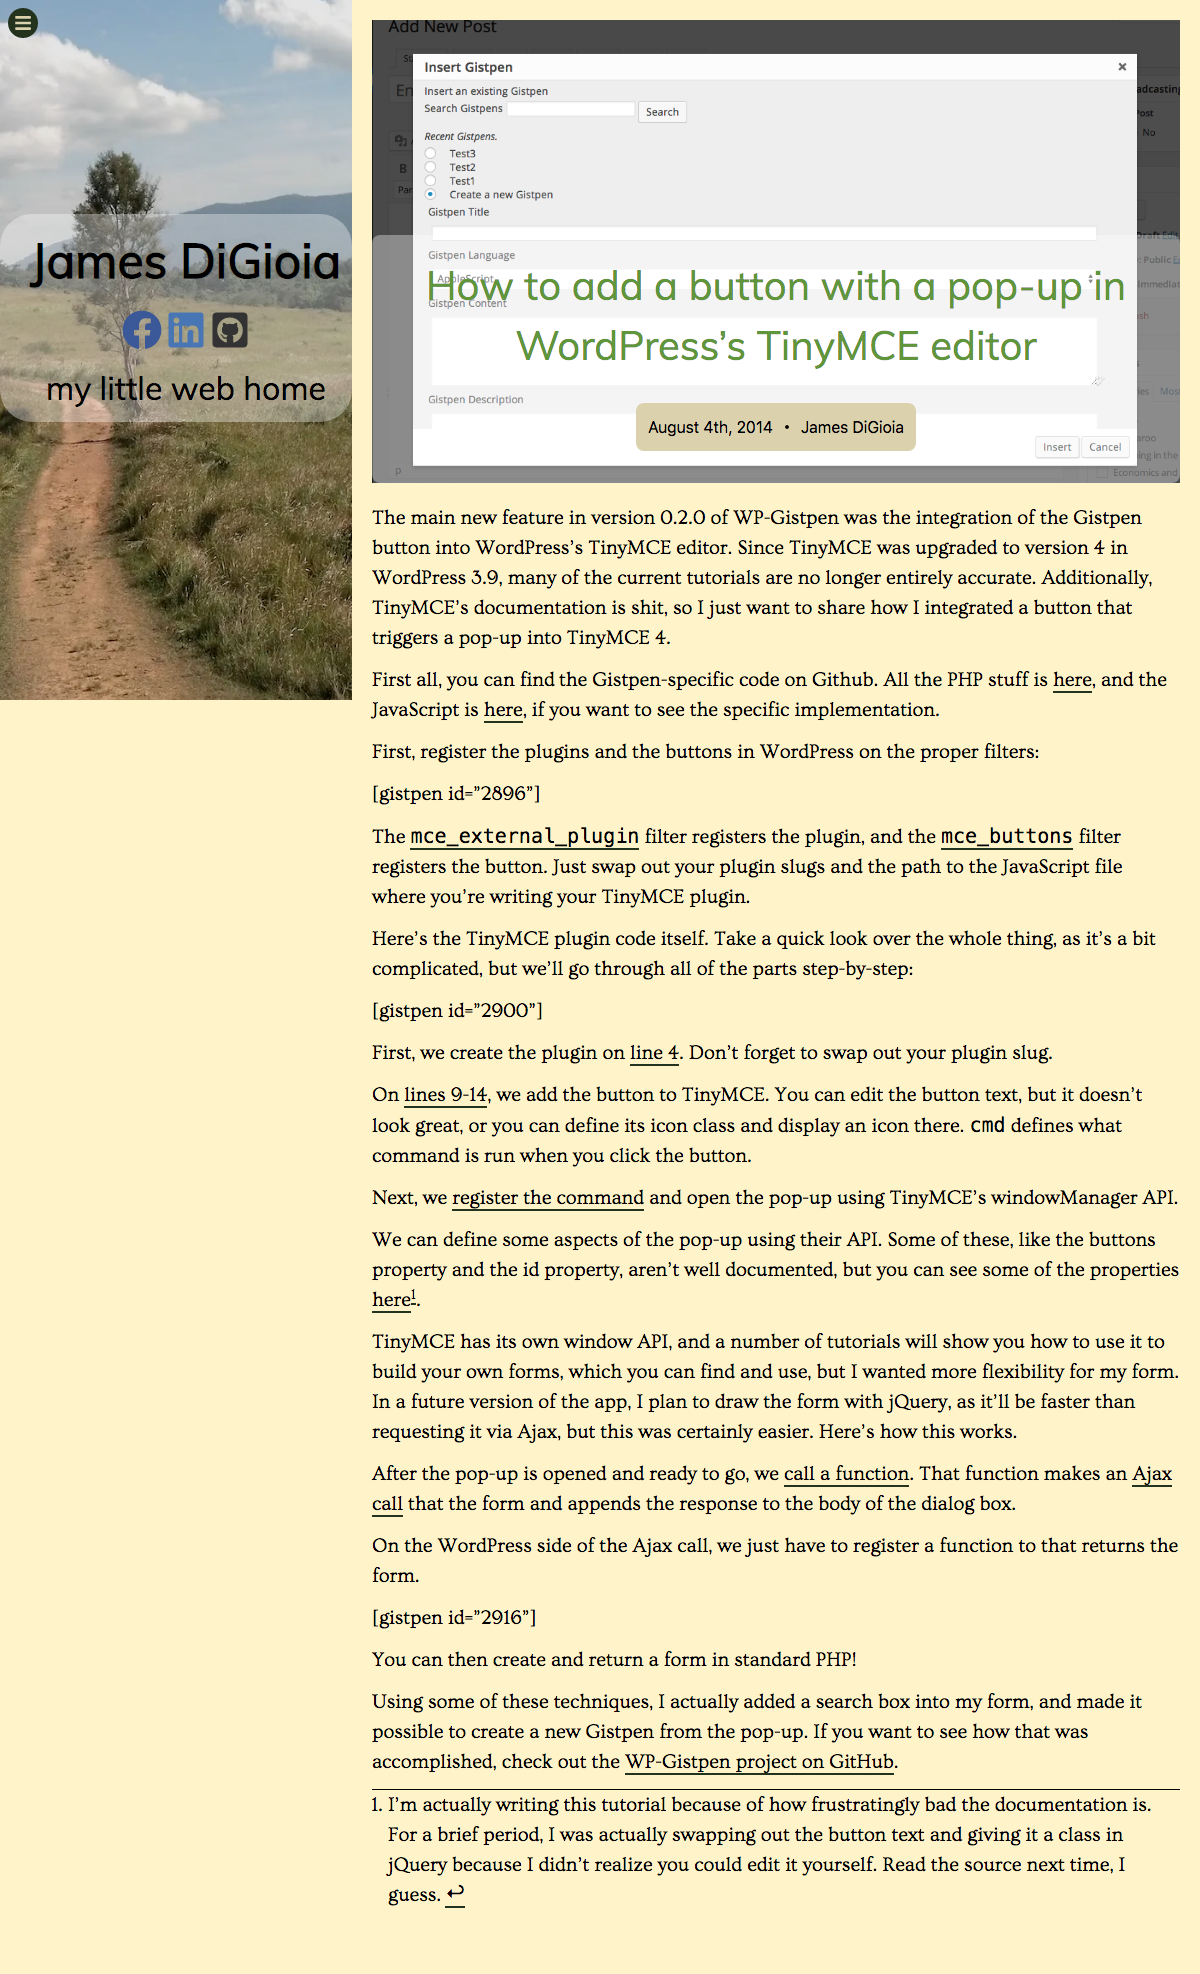 James DiGioia
my little web home
Add New Post
Insert Gistpen
Insert an existing Gistpen
Search Gistpens
Search
Recent Gistpens.
Test3
Test2
Test1
Create a new Gistpen
Gistpen Title
Gistpen Language
AppleScript
Gistpen Content
Gistpen Description
Insert
Cancel
How to add a button with a pop-up in
WordPress’s TinyMCE editor
August 4th, 2014 • James DiGioia
The main new feature in version 0.2.0 of WP-Gistpen was the integration of the Gistpen
button into WordPress’s TinyMCE editor. Since TinyMCE was upgraded to version 4 in
WordPress 3.9, many of the current tutorials are no longer entirely accurate. Additionally,
TinyMCE’s documentation is shit, so I just want to share how I integrated a button that
triggers a pop-up into TinyMCE 4.
First all, you can find the Gistpen-specific code on Github. All the PHP stuff is here, and the
JavaScript is here, if you want to see the specific implementation.
First, register the plugins and the buttons in WordPress on the proper filters:
[gistpen id=”2896”]
The mce_external_plugin filter registers the plugin, and the mce_buttons filter
registers the button. Just swap out your plugin slugs and the path to the JavaScript file
where you’re writing your TinyMCE plugin.
Here’s the TinyMCE plugin code itself. Take a quick look over the whole thing, as it’s a bit
complicated, but we’ll go through all of the parts step-by-step:
[gistpen id=”2900”]
First, we create the plugin on line 4. Don’t forget to swap out your plugin slug.
On lines 9-14, we add the button to TinyMCE. You can edit the button text, but it doesn’t
look great, or you can define its icon class and display an icon there. cmd defines what
command is run when you click the button.
Next, we register the command and open the pop-up using TinyMCE’s windowManager API.
We can define some aspects of the pop-up using their API. Some of these, like the buttons
property and the id property, aren’t well documented, but you can see some of the properties
here1.
TinyMCE has its own window API, and a number of tutorials will show you how to use it to
build your own forms, which you can find and use, but I wanted more flexibility for my form.
In a future version of the app, I plan to draw the form with jQuery, as it’ll be faster than
requesting it via Ajax, but this was certainly easier. Here’s how this works.
After the pop-up is opened and ready to go, we call a function. That function makes an Ajax
call that the form and appends the response to the body of the dialog box.
On the WordPress side of the Ajax call, we just have to register a function to that returns the
form.
[gistpen id=”2916”]
You can then create and return a form in standard PHP!
Using some of these techniques, I actually added a search box into my form, and made it
possible to create a new Gistpen from the pop-up. If you want to see how that was
accomplished, check out the WP-Gistpen project on GitHub.
1. I’m actually writing this tutorial because of how frustratingly bad the documentation is.
For a brief period, I was actually swapping out the button text and giving it a class in
jQuery because I didn’t realize you could edit it yourself. Read the source next time, I
guess. ↩